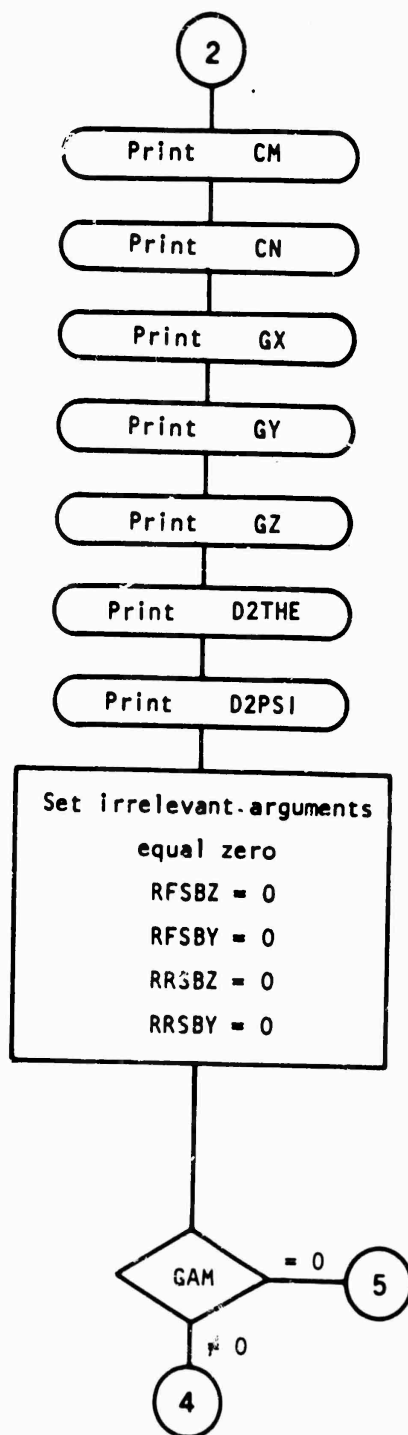 2
Print CM
Print CN
Print GX
Print GY
Print GZ
Print D2THE
Print D2PSI
Set irrelevant arguments
equal zero
RFSBZ = 0
RFSBY = 0
RRSBZ = 0
RRSBY = 0
GAM
= 0
5
≠ 0
4